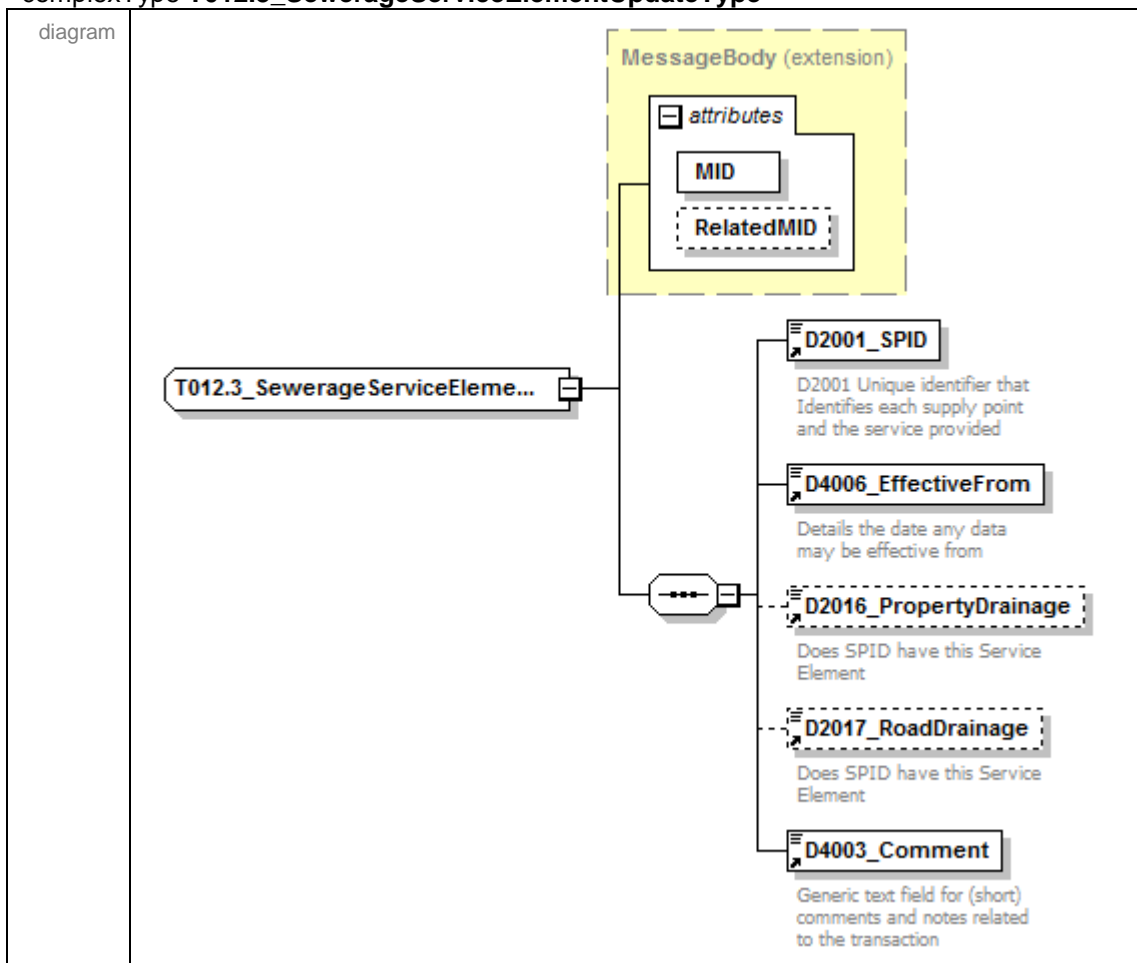 complexType T012.3_SewerageServiceElementUpdateType
diagram
MessageBody (extension)
attributes
MID
RelatedMID
T012.3_SewerageServiceEleme...
D2001_SPID
D2001 Unique identifier that
Identifies each supply point
and the service provided
D4006_EffectiveFrom
Details the date any data
may be effective from
D2016_PropertyDrainage
Does SPID have this Service
Element
D2017_RoadDrainage
Does SPID have this Service
Element
D4003_Comment
Generic text field for (short)
comments and notes related
to the transaction